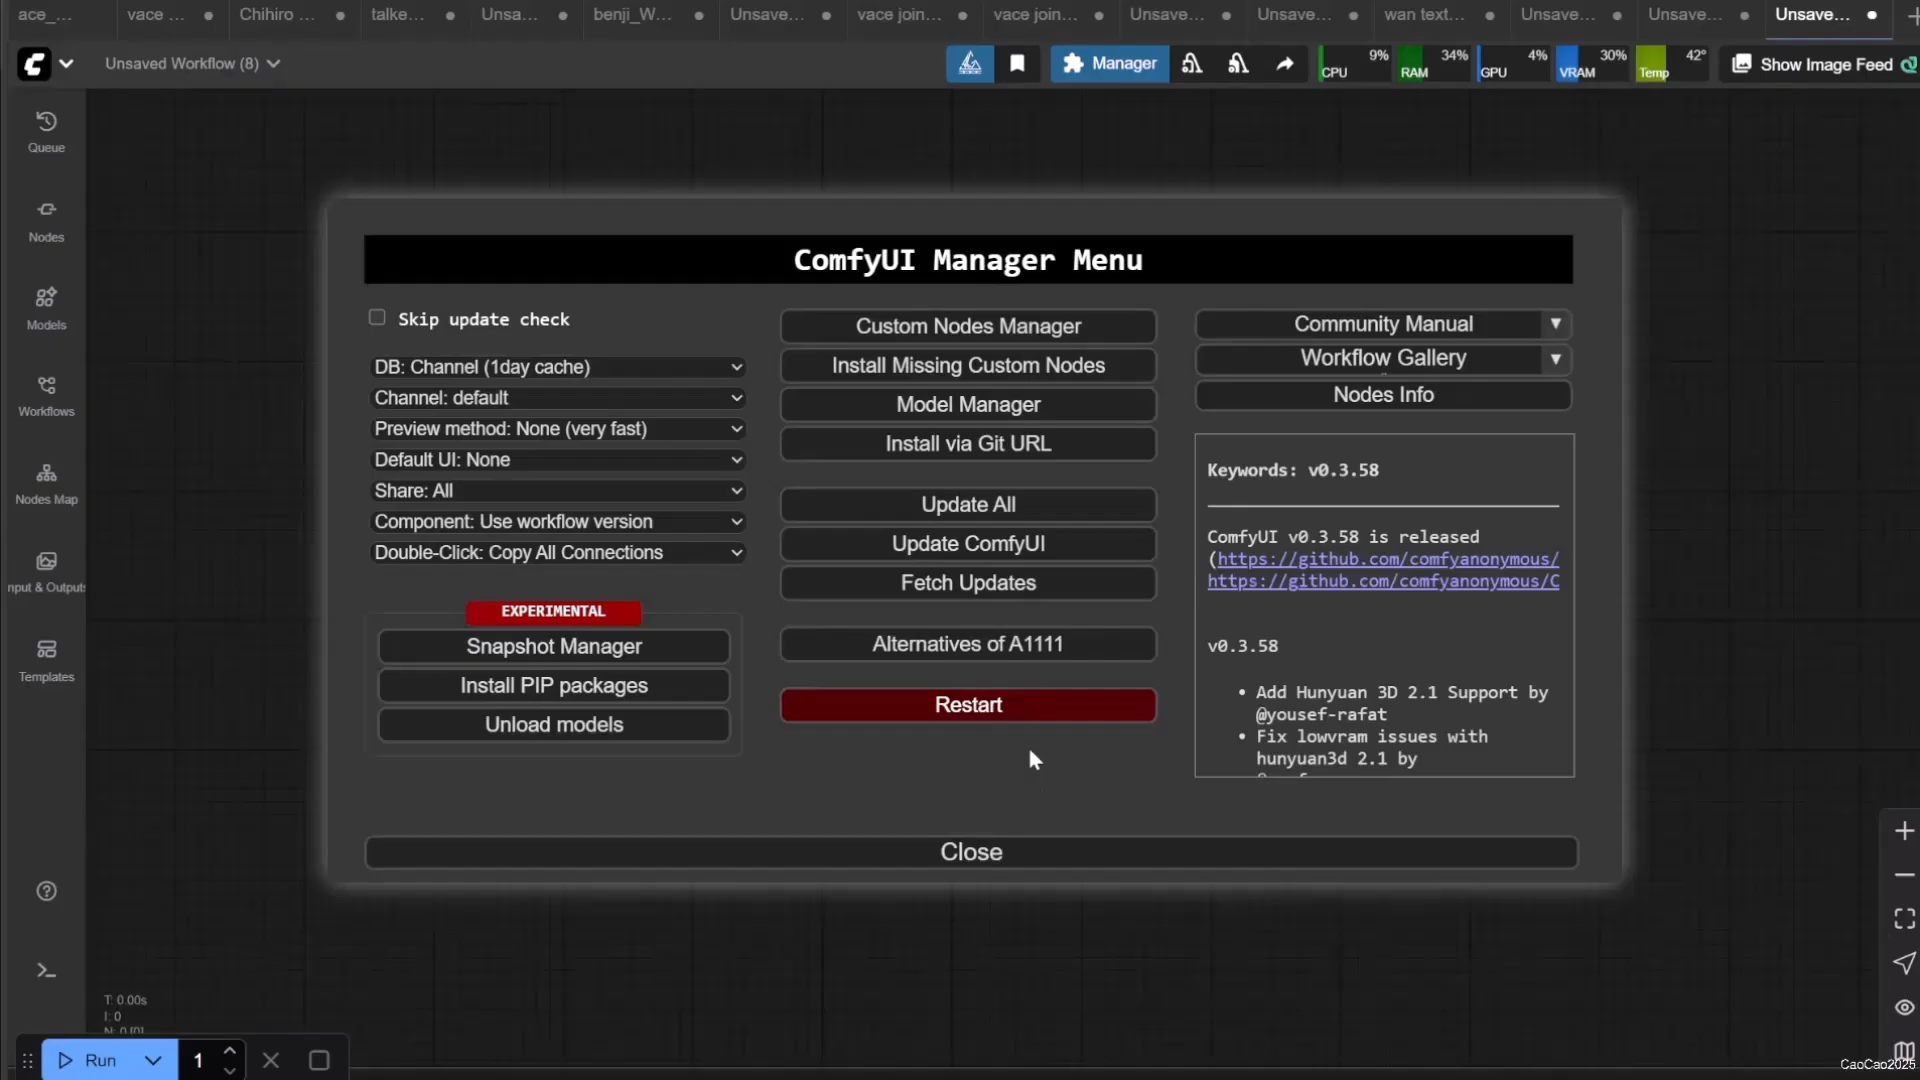 ace_...
vace ...
Chihiro ...
talke...
Unsa...
benji_W...
Unsave...
vace join...
vace join...
Unsave...
Unsave...
wan text...
Unsave...
Unsave...
Unsave...
Unsaved Workflow (8)
Manager
CPU 9%
RAM 34%
GPU 4%
VRAM 30%
Temp 42°
Show Image Feed
Queue
Nodes
Models
Workflows
Nodes Map
nput & Output
Templates
ComfyUI Manager Menu
Skip update check
DB: Channel (1day cache)
Channel: default
Preview method: None (very fast)
Default UI: None
Share: All
Component: Use workflow version
Double-Click: Copy All Connections
EXPERIMENTAL
Snapshot Manager
Install PIP packages
Unload models
Custom Nodes Manager
Install Missing Custom Nodes
Model Manager
Install via Git URL
Update All
Update ComfyUI
Fetch Updates
Alternatives of A1111
Restart
Community Manual
Workflow Gallery
Nodes Info
Keywords: v0.3.58
ComfyUI v0.3.58 is released
(https://github.com/comfyanonymous/
https://github.com/comfyanonymous/C
v0.3.58
• Add Hunyuan 3D 2.1 Support by
@yousef-rafat
• Fix lowvram issues with
hunyuan3d 2.1 by
Close
T: 0.00s
I: 0
N: 0 [0]
Run
1
CaoCao2025